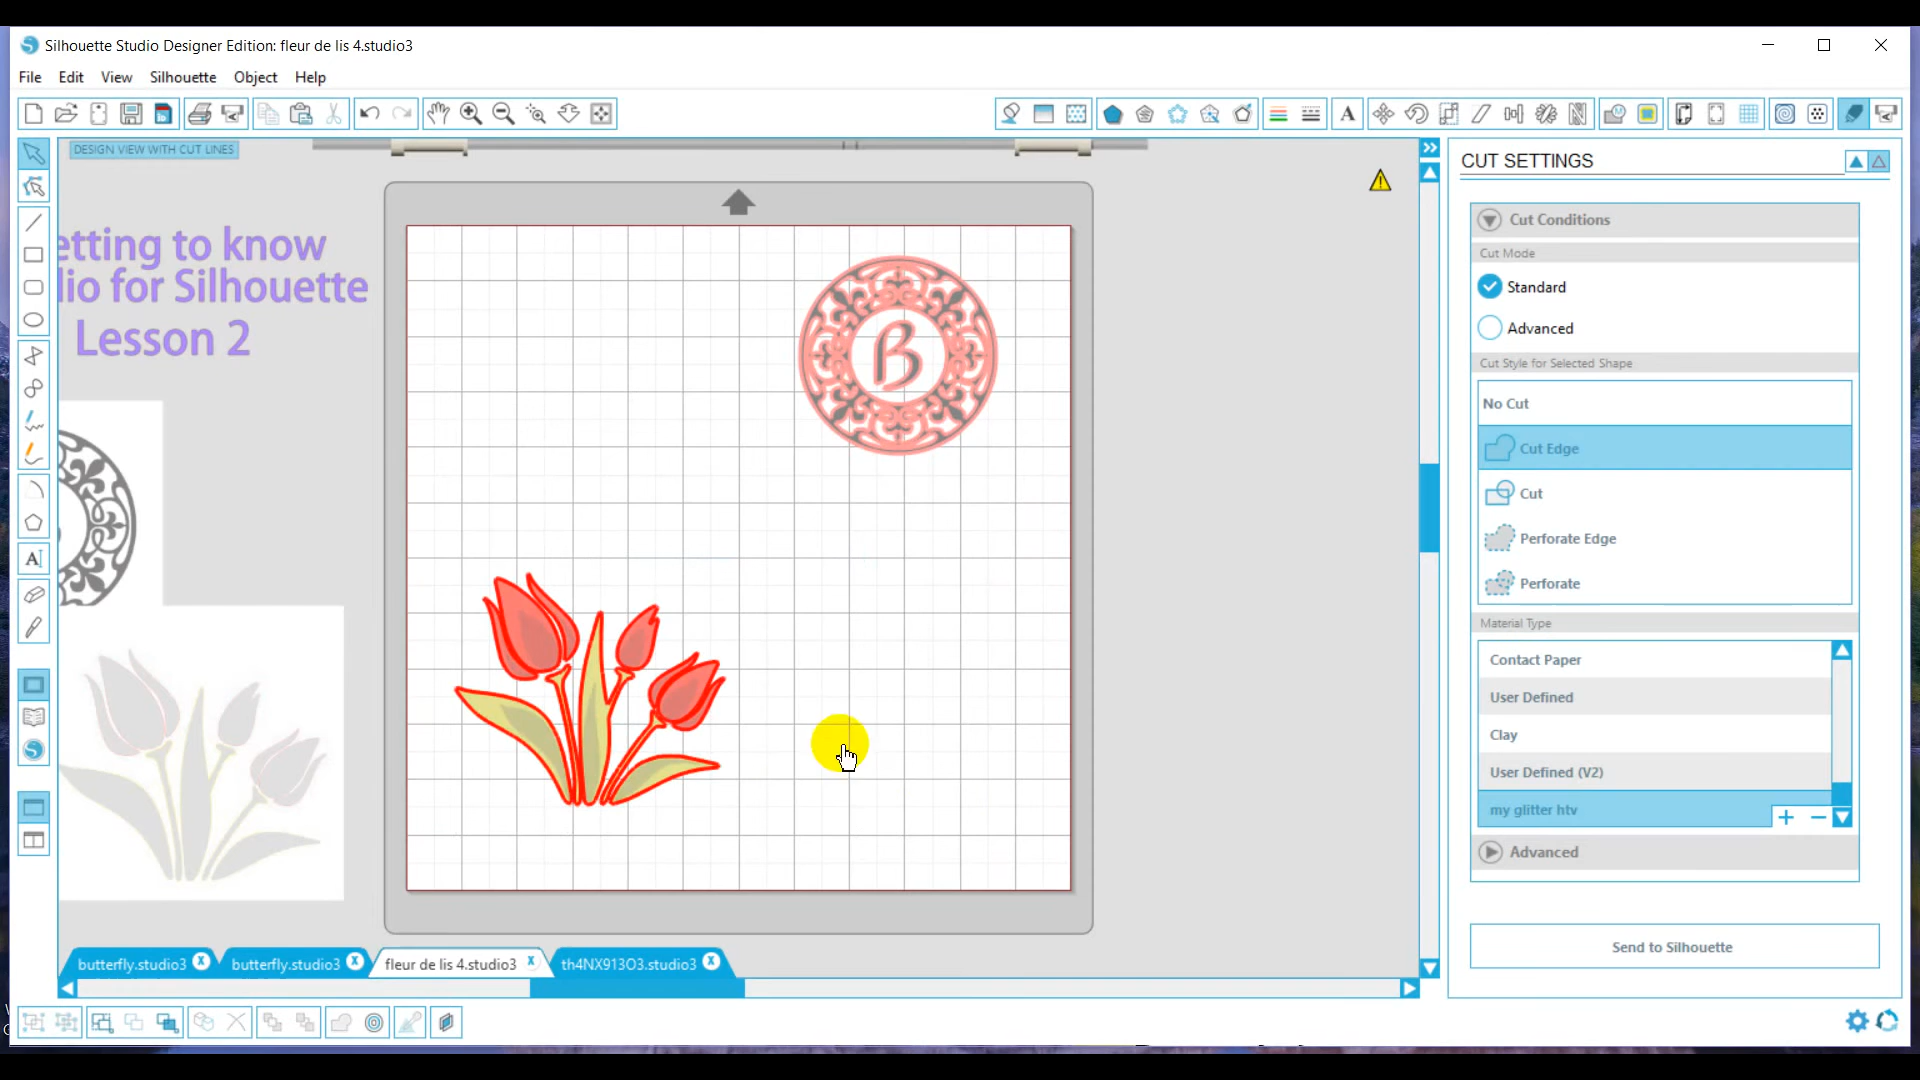 Silhouette Studio Designer Edition: fleur de lis 4.studio3
File Edit View Silhouette Object Help
DESIGN VIEW WITH CUT LINES
etting to know
dio for Silhouette
Lesson 2
B
CUT SETTINGS
Cut Conditions
Cut Mode
Standard
Advanced
Cut Style for Selected Shape
No Cut
Cut Edge
Cut
Perforate Edge
Perforate
Material Type
Contact Paper
User Defined
Clay
User Defined (V2)
my glitter htv
Advanced
Send to Silhouette
butterfly.studio3 butterfly.studio3 fleur de lis 4.studio3 th4NX913O3.studio3